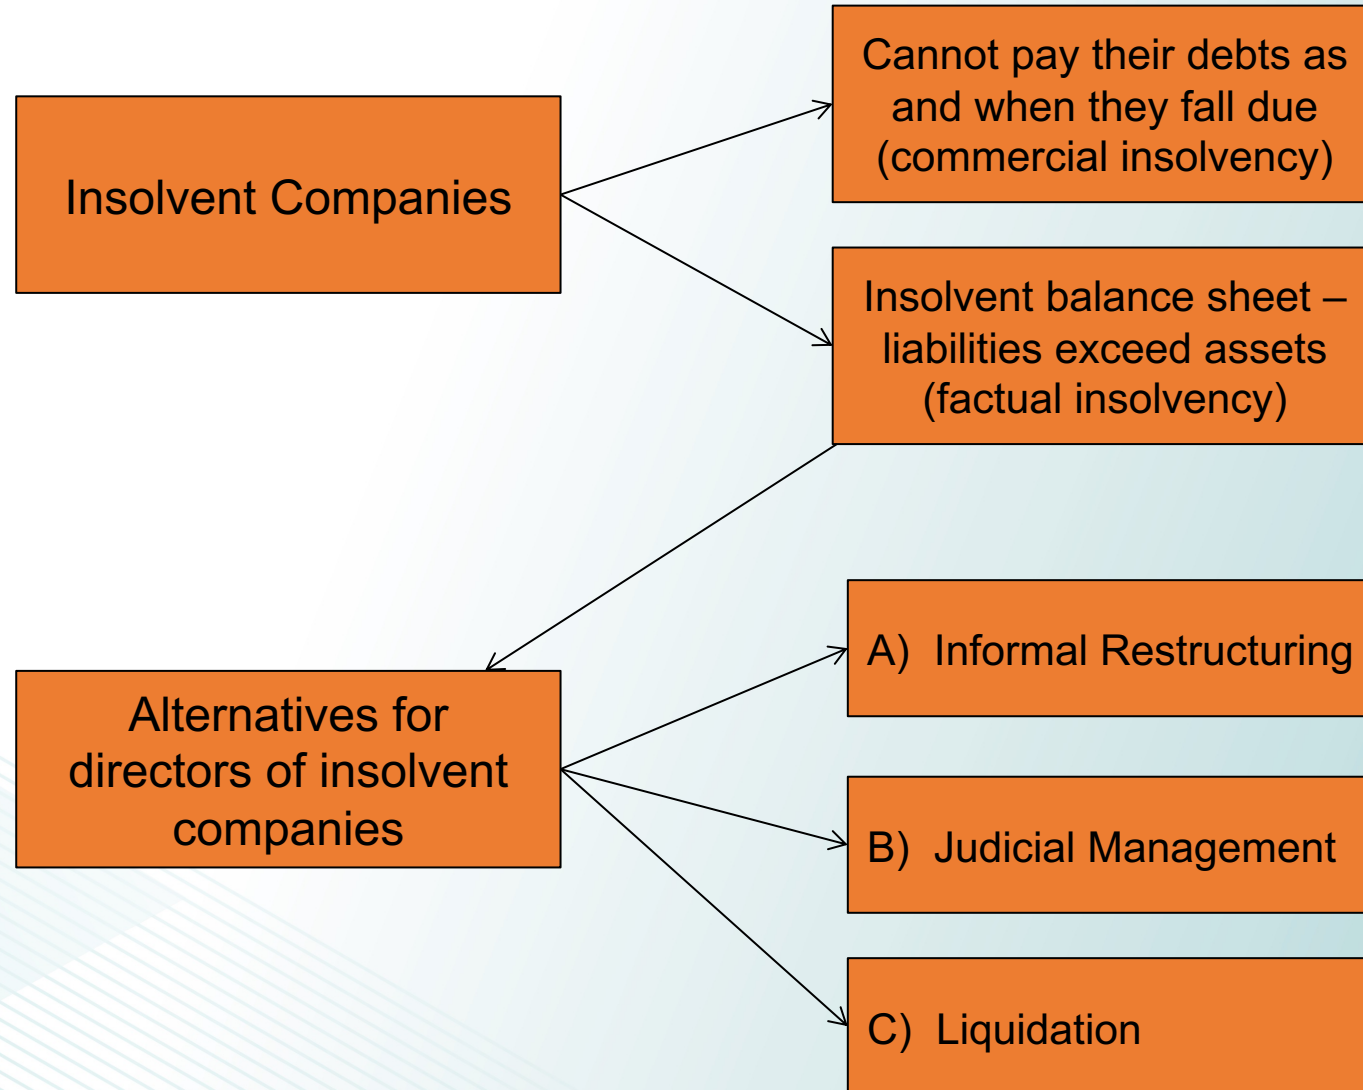 Insolvent Companies
Cannot pay their debts as
and when they fall due
(commercial insolvency)
Insolvent balance sheet –
liabilities exceed assets
(factual insolvency)
Alternatives for
directors of insolvent
companies
A) Informal Restructuring
B) Judicial Management
C) Liquidation